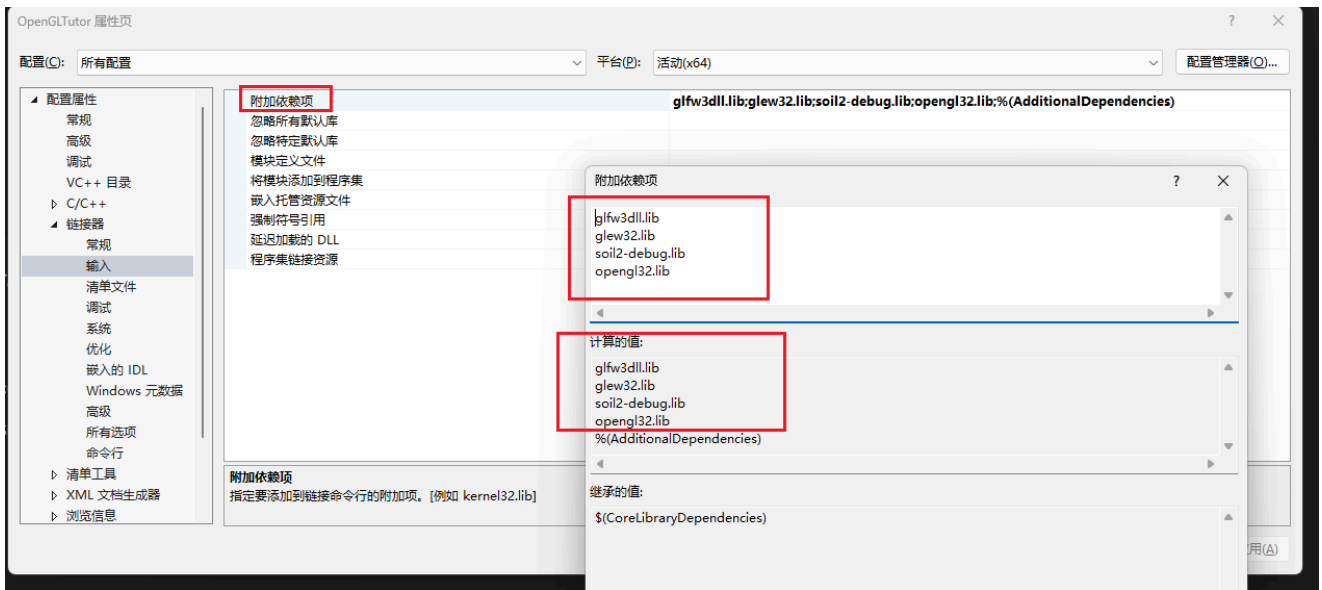 OpenGLTutor 属性页
? ×
配置(C): 所有配置 平台(P): 活动(x64) 配置管理器(O)...
配置属性
常规
高级
调试
VC++ 目录
C/C++
链接器
常规
输入
清单文件
调试
系统
优化
嵌入的 IDL
Windows 元数据
高级
所有选项
命令行
清单工具
XML 文档生成器
浏览信息
附加依赖项 glfw3dll.lib;glew32.lib;soil2-debug.lib;opengl32.lib;%(AdditionalDependencies)
忽略所有默认库
忽略特定默认库
模块定义文件
将模块添加到程序集
嵌入托管资源文件
强制符号引用
延迟加载的 DLL
程序集链接资源
附加依赖项
指定要添加到链接命令行的附加项。[例如 kernel32.lib]
附加依赖项 ? ×
glfw3dll.lib
glew32.lib
soil2-debug.lib
opengl32.lib
计算的值:
glfw3dll.lib
glew32.lib
soil2-debug.lib
opengl32.lib
%(AdditionalDependencies)
继承的值:
$(CoreLibraryDependencies)
用(A)